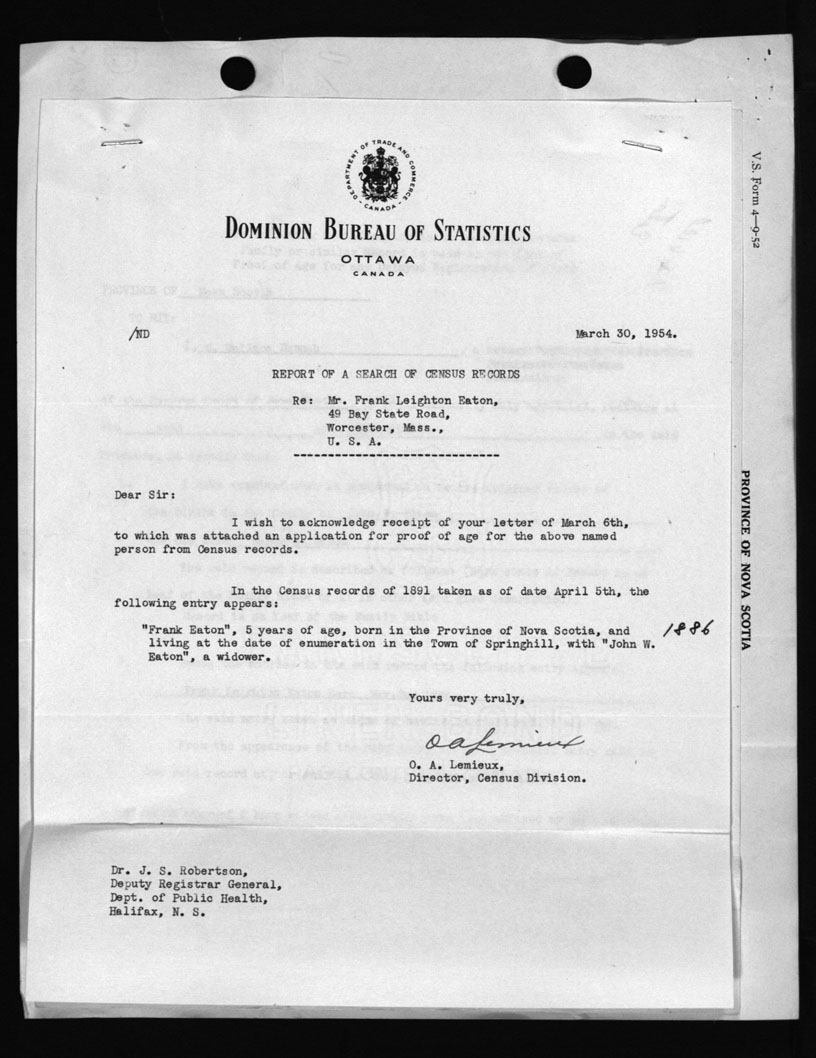 DEPARTMENT OF TRADE AND COMMERCE
- CANADA -
DOMINION BUREAU OF STATISTICS
OTTAWA
CANADA
/ND
March 30, 1954.
REPORT OF A SEARCH OF CENSUS RECORDS
Re: Mr. Frank Leighton Eaton,
49 Bay State Road,
Worcester, Mass.,
U. S. A.
Dear Sir:
I wish to acknowledge receipt of your letter of March 6th,
to which was attached an application for proof of age for the above named
person from Census records.
In the Census records of 1891 taken as of date April 5th, the
following entry appears:
"Frank Eaton", 5 years of age, born in the Province of Nova Scotia, and 1886
living at the date of enumeration in the Town of Springhill, with "John W.
Eaton", a widower.
Yours very truly,
O A Lemieux
O. A. Lemieux,
Director, Census Division.
Dr. J. S. Robertson,
Deputy Registrar General,
Dept. of Public Health,
Halifax, N. S.
V.S. Form 4—9-52
PROVINCE OF NOVA SCOTIA